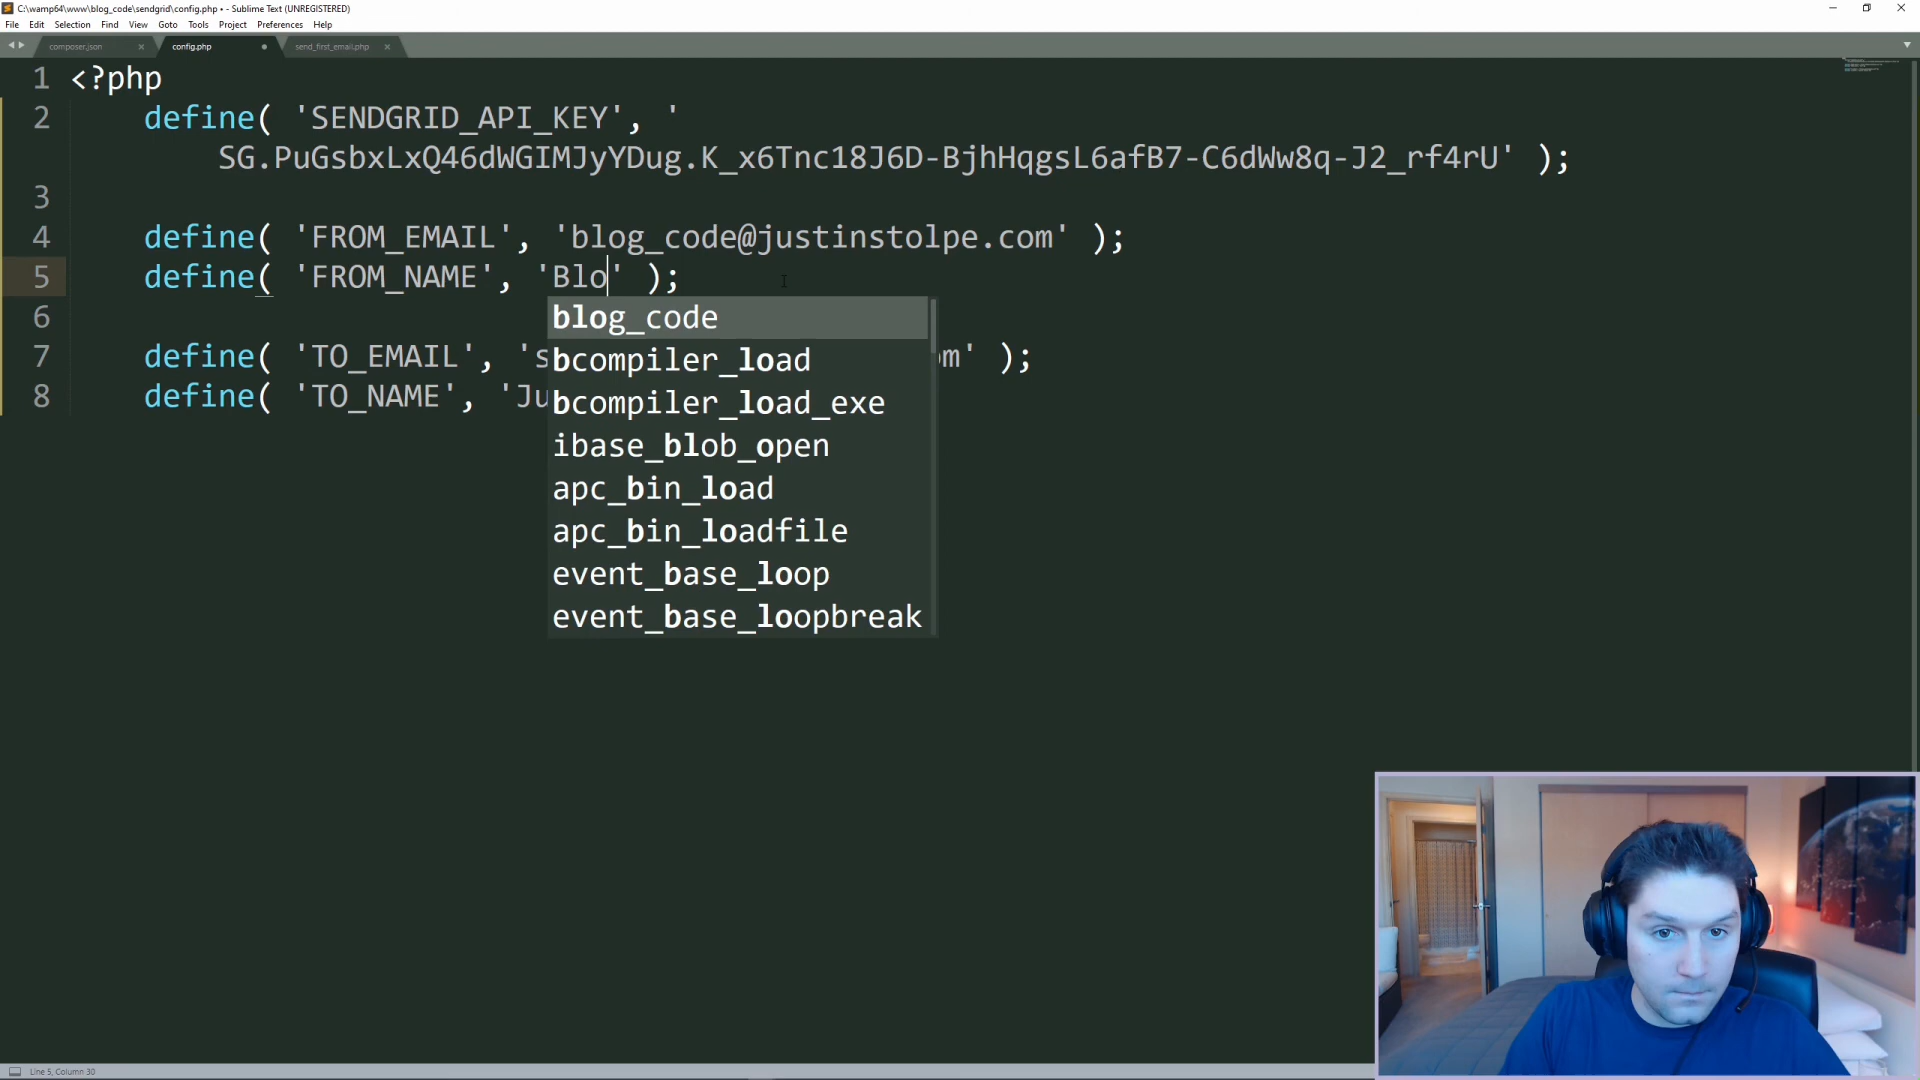 C:\wamp64\www\blog_code\sendgrid\config.php • - Sublime Text (UNREGISTERED)
File Edit Selection Find View Goto Tools Project Preferences Help
composer.json config.php send_first_email.php
1 <?php
2 define( 'SENDGRID_API_KEY', '
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' );
3
4 define( 'FROM_EMAIL', 'blog_code@justinstolpe.com' );
5 define( 'FROM_NAME', 'Blo' );
6 blog_code
7 define( 'TO_EMAIL', 's bcompiler_load m' );
8 define( 'TO_NAME', 'Ju bcompiler_load_exe
ibase_blob_open
apc_bin_load
apc_bin_loadfile
event_base_loop
event_base_loopbreak
Line 5, Column 30